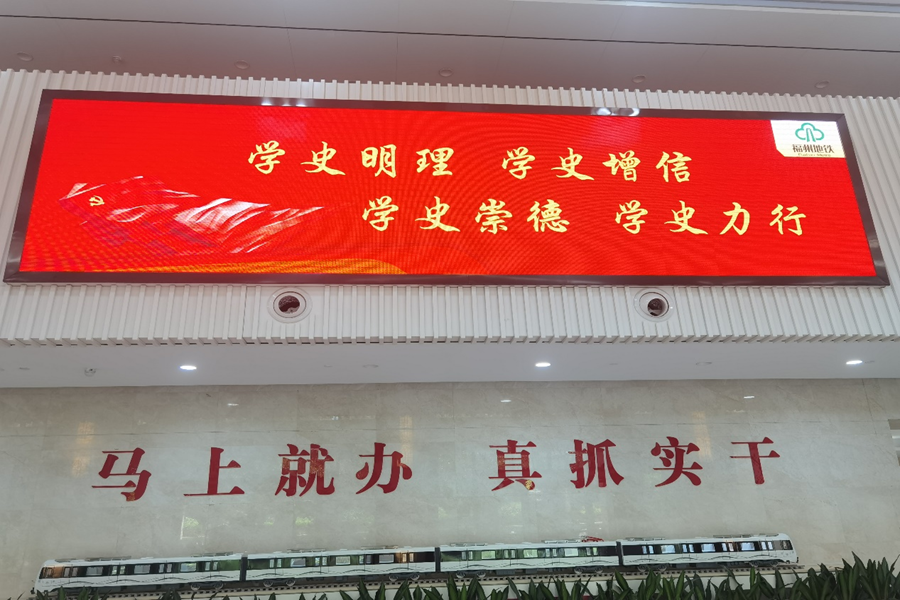 福州地铁
学史明理 学史增信
学史崇德 学史力行
马上就办 真抓实干